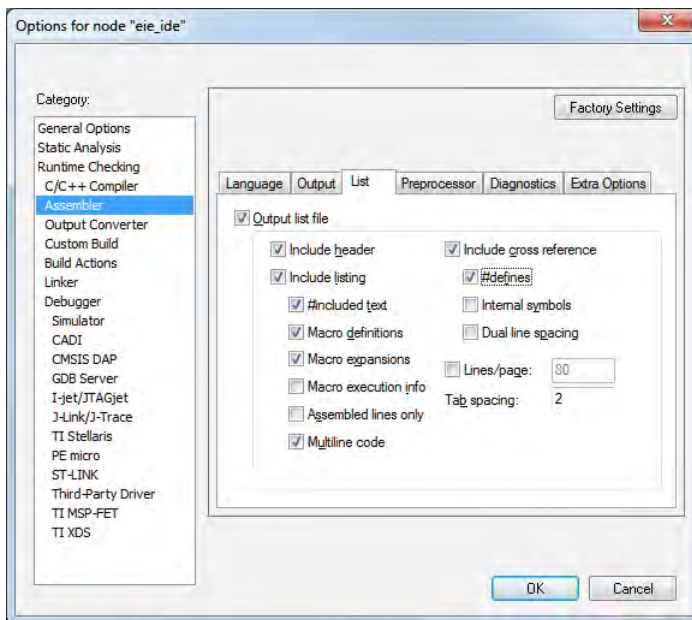 Options for node "eie_ide"
Category:
Factory Settings
General Options
Static Analysis
Runtime Checking
C/C++ Compiler
Assembler
Output Converter
Custom Build
Build Actions
Linker
Debugger
Simulator
CADI
CMSIS DAP
GDB Server
I-jet/JTAGjet
J-Link/J-Trace
TI Stellaris
PE micro
ST-LINK
Third-Party Driver
TI MSP-FET
TI XDS
Language Output List Preprocessor Diagnostics Extra Options
Output list file
Include header
Include listing
#included text
Macro definitions
Macro expansions
Macro execution info
Assembled lines only
Multiline code
Include cross reference
#defines
Internal symbols
Dual line spacing
Lines/page: 80
Tab spacing: 2
OK Cancel